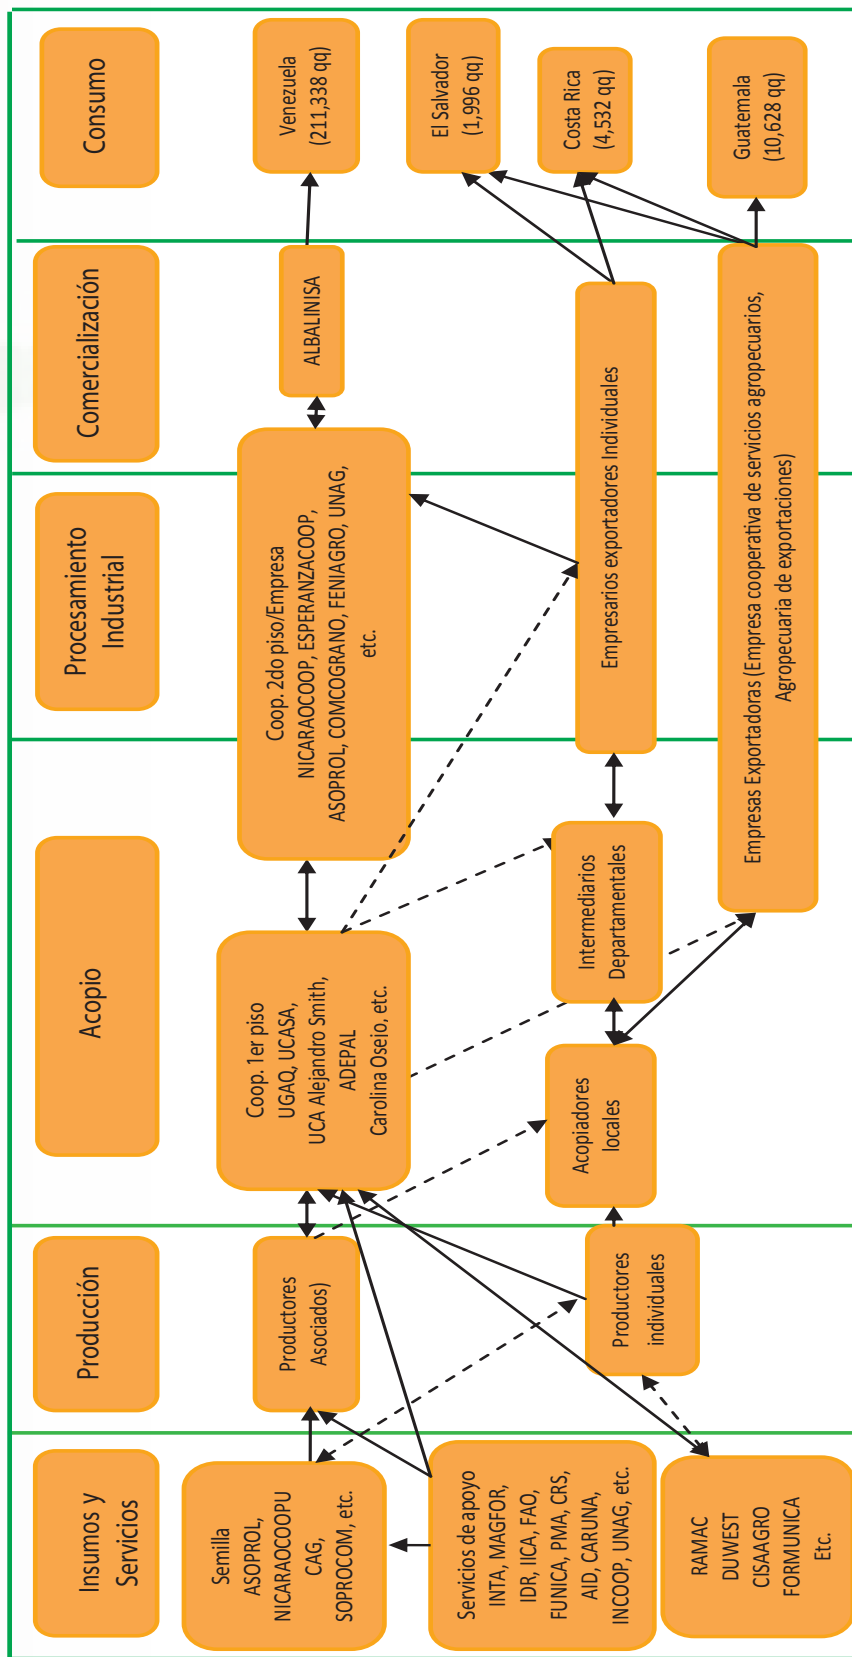 Insumos y
Servicios
Producción
Acopio
Procesamiento
Industrial
Comercialización
Consumo
Semilla
ASOPROL,
NICARAOCOOPU
CAG,
SOPROCOM, etc.
Productores
Asociados)
Coop. 1er piso
UGAO, UCASA,
UCA Alejandro Smith,
ADEPAL
Carolina Osejo, etc.
Coop. 2do piso/Empresa
NICARAOCOOP, ESPERANZACOOP,
ASOPROL, COMCOGRANO, FENIAGRO, UNAG,
etc.
ALBALINISA
Venezuela
(211,338 qq)
El Salvador
(1,996 qq)
Servicios de apoyo
INTA, MAGFOR,
IDR, IICA, FAO,
FUNICA, PMA, CRS,
AID, CARUNA,
INCOOP, UNAG, etc.
Productores
individuales
Acopiadores
locales
Intermediarios
Departamentales
Empresarios exportadores Individuales
Costa Rica
(4,532 qq)
RAMAC
DUWEST
CISAAGRO
FORMUNICA
Etc.
Empresas Exportadoras (Empresa cooperativa de servicios agropecuarios,
Agropecuaria de exportaciones)
Guatemala
(10,628 qq)